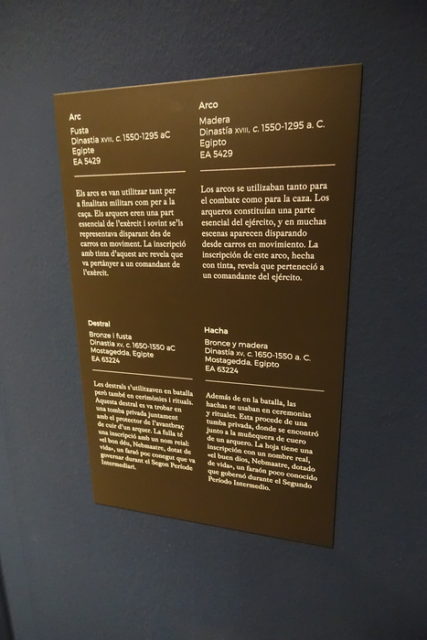 Arc
Fusta
Dinastia XVIII, c. 1550-1295 aC
Egipte
EA 5429
Els arcs es van utilitzar tant per
a finalitats militars com per a la
caça. Els arquers eren una part
essencial de l'exèrcit i sovint se'ls
representava disparant des de
carros en moviment. La inscripció
amb tinta d'aquest arc revela que
va pertànyer a un comandant de
l'exèrcit.
Arco
Madera
Dinastía XVIII, c. 1550-1295 a. C.
Egipto
EA 5429
Los arcos se utilizaban tanto para
el combate como para la caza. Los
arqueros constituían una parte
esencial del ejército, y en muchas
escenas aparecen disparando
desde carros en movimiento. La
inscripción de este arco, hecha
con tinta, revela que perteneció a
un comandante del ejército.
Destral
Bronze i fusta
Dinastia XV, c. 1650-1550 aC
Mostagedda, Egipte
EA 63224
Les destrals s'utilitzaven en batalla
però també en cerimònies i rituals.
Aquesta destral es va trobar en
una tomba privada juntament
amb el protector de l'avantbraç
de cuir d'un arquer. La fulla té
una inscripció amb un nom reial:
«el bon déu, Nebmaatre, dotat de
vida», un faraó poc conegut que va
governar durant el Segon Període
Intermediari.
Hacha
Bronce y madera
Dinastía XV, c. 1650-1550 a. C.
Mostagedda, Egipto
EA 63224
Además de en la batalla, las
hachas se usaban en ceremonias
y rituales. Esta procede de una
tumba privada, donde se encontró
junto a la muñequera de cuero
de un arquero. La hoja tiene una
inscripción con un nombre real,
«el buen dios, Nebmaatre, dotado
de vida», un faraón poco conocido
que gobernó durante el Segundo
Período Intermedio.